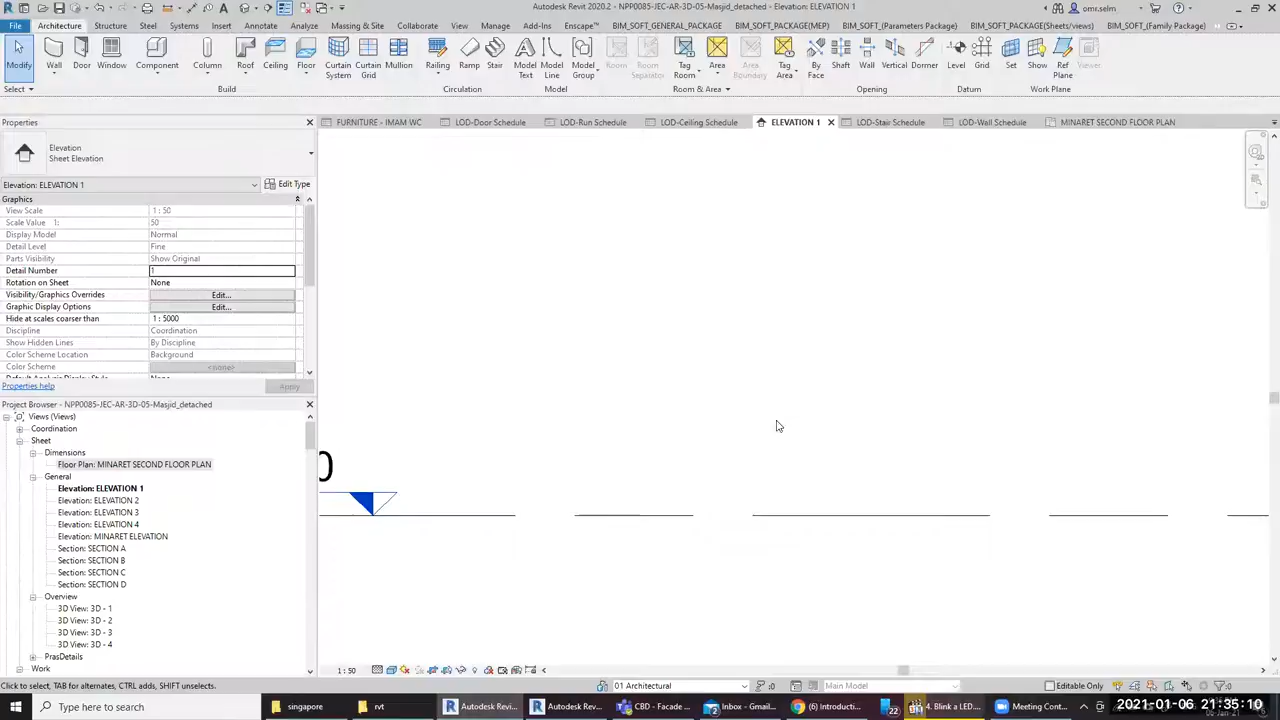 Autodesk Revit 2020.2 - NPP0085-JEC-AR-3D-05-Masjid_detached - Elevation: ELEVATION 1
omr.selm
File Architecture Structure Steel Systems Insert Annotate Analyze Massing & Site Collaborate View Manage Add-Ins Enscape™ BIM_SOFT_GENERAL_PACKAGE BIM_SOFT_PACKAGE(MEP) BIM_SOFT(Parameters Package) BIM_SOFT_PACKAGE(Sheets/views) BIM_SOFT_(Family Package)
Modify Wall Door Window Component Column Roof Ceiling Floor Curtain System Curtain Grid Mullion Railing Ramp Stair Model Text Model Line Model Group Room Room Separator Tag Room Area Area Boundary Tag Area By Face Shaft Wall Vertical Dormer Level Grid Set Show Ref Plane Viewer
Select Build Circulation Model Room & Area Opening Datum Work Plane
Properties
FURNITURE - IMAM WC LOD-Door Schedule LOD-Run Schedule LOD-Ceiling Schedule ELEVATION 1 LOD-Stair Schedule LOD-Wall Schedule MINARET SECOND FLOOR PLAN
Elevation
Sheet Elevation
Elevation: ELEVATION 1 Edit Type
Graphics
View Scale 1 : 50
Scale Value 1: 50
Display Model Normal
Detail Level Fine
Parts Visibility Show Original
Detail Number 1
Rotation on Sheet None
Visibility/Graphics Overrides Edit...
Graphic Display Options Edit...
Hide at scales coarser than 1 : 5000
Discipline Coordination
Show Hidden Lines By Discipline
Color Scheme Location Background
Color Scheme <none>
Default Analysis Display Style None
Properties help Apply
Project Browser - NPP0085-JEC-AR-3D-05-Masjid_detached
Views (Views)
Coordination
Sheet
Dimensions
Floor Plan: MINARET SECOND FLOOR PLAN
General
Elevation: ELEVATION 1
Elevation: ELEVATION 2
Elevation: ELEVATION 3
Elevation: ELEVATION 4
Elevation: MINARET ELEVATION
Section: SECTION A
Section: SECTION B
Section: SECTION C
Section: SECTION D
Overview
3D View: 3D - 1
3D View: 3D - 2
3D View: 3D - 3
3D View: 3D - 4
PrasDetails
Work
0
1 : 50
Click to select, TAB for alternates, CTRL adds, SHIFT unselects.
01 Architectural :0 Main Model Editable Only :0
Type here to search singapore rvt Autodesk Revi... Autodesk Rev... CBD - Facade ... Inbox - Gmail ... (6) Introducti... 22 4. Blink a LED... Meeting Cont...
2021-01-06 21:35:10